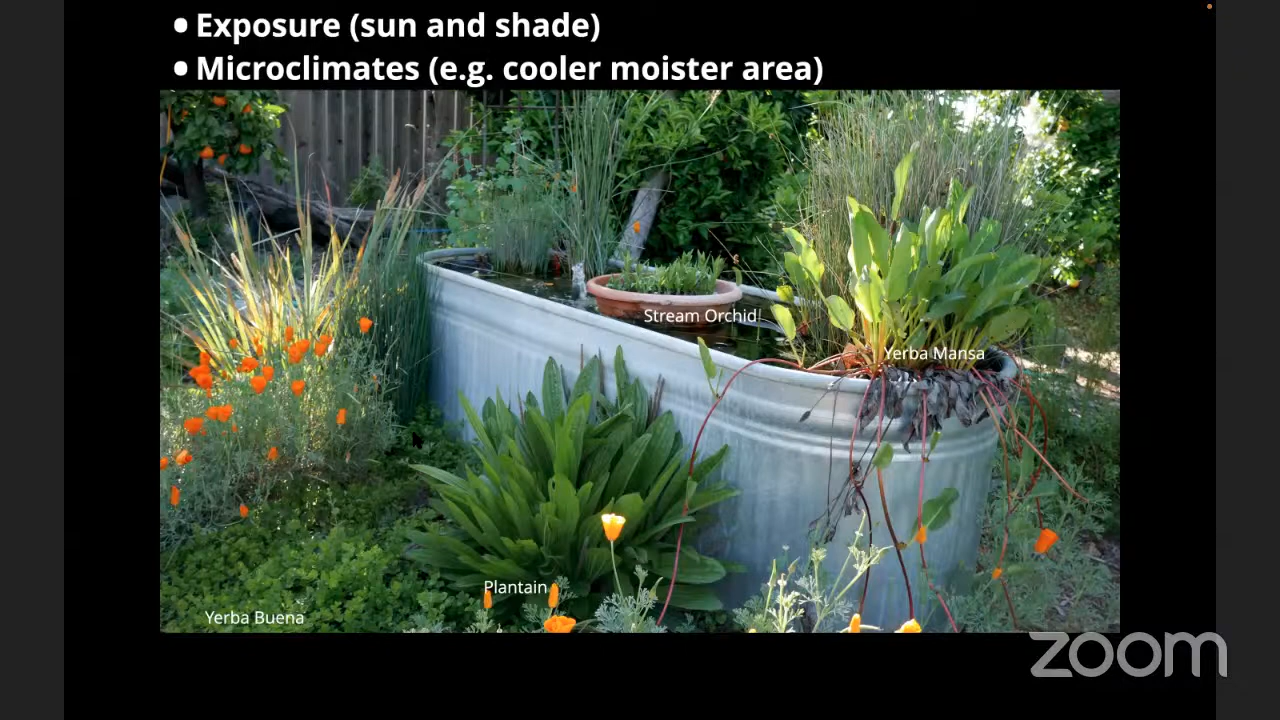 • Exposure (sun and shade)
• Microclimates (e.g. cooler moister area)
Stream Orchid
Yerba Mansa
Plantain
Yerba Buena
zoom